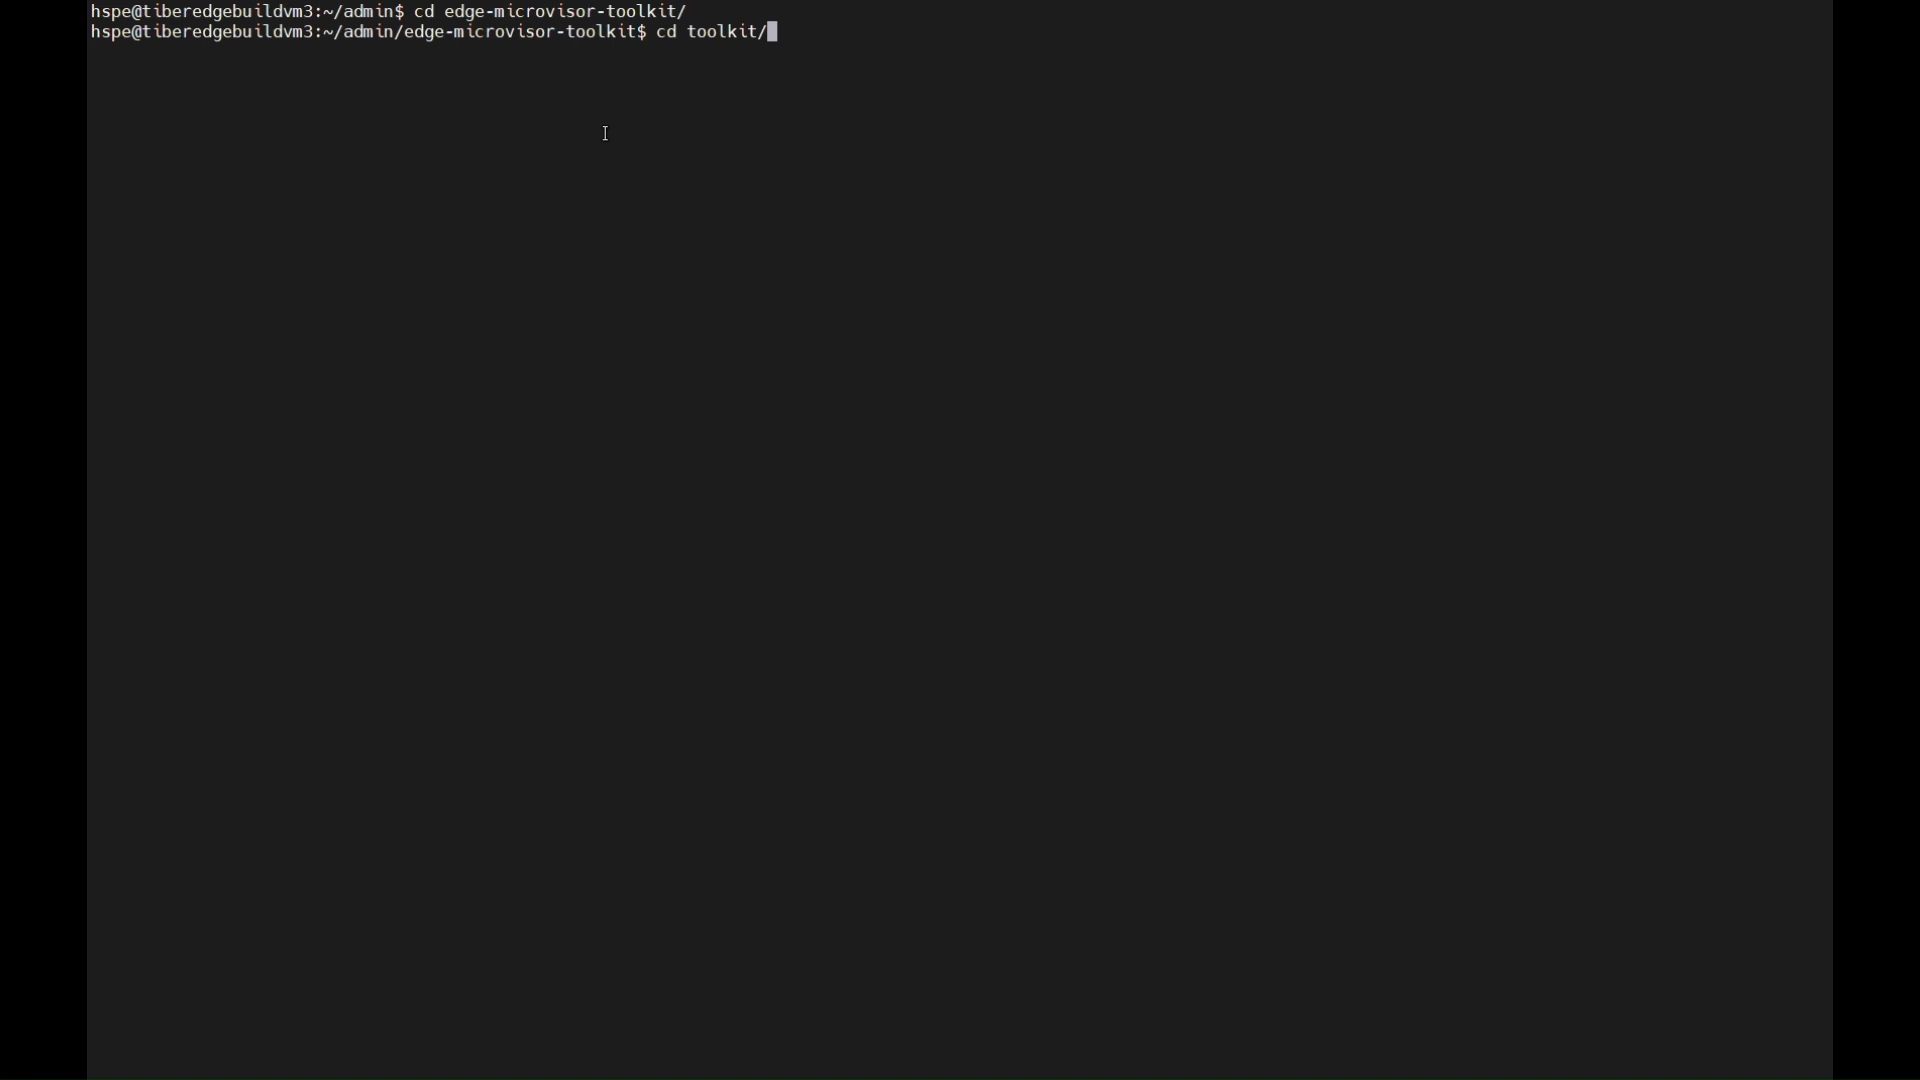 hspe@tiberedgebuildvm3:~/admin$ cd edge-microvisor-toolkit/
hspe@tiberedgebuildvm3:~/admin/edge-microvisor-toolkit$ cd toolkit/